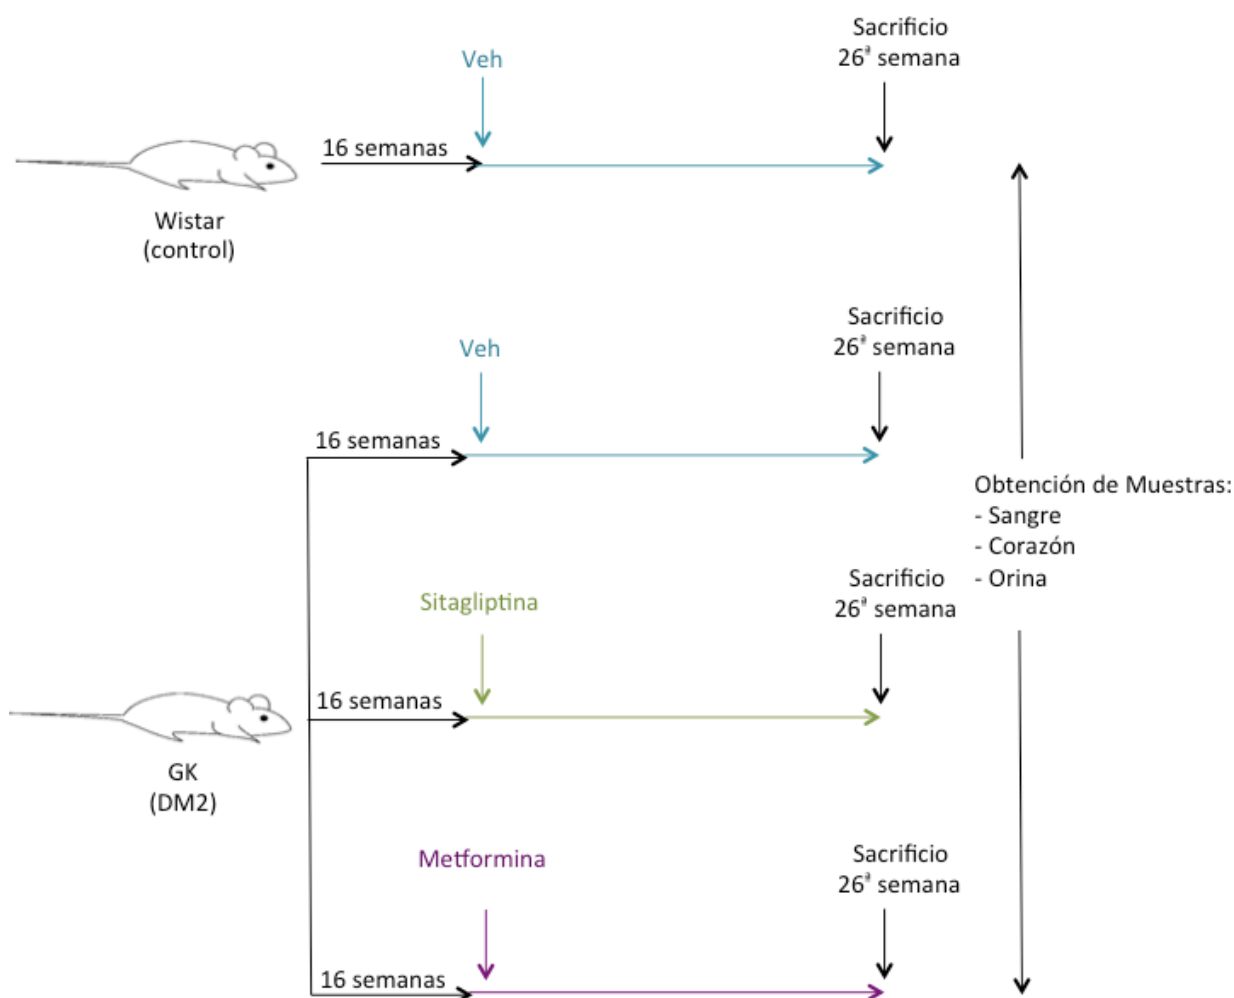 Sacrificio
26ª semana
Veh
16 semanas
Wistar
(control)
Sacrificio
26ª semana
Veh
16 semanas
Obtención de Muestras:
- Sangre
- Corazón
- Orina
Sacrificio
26ª semana
Sitagliptina
16 semanas
GK
(DM2)
Sacrificio
26ª semana
Metformina
16 semanas